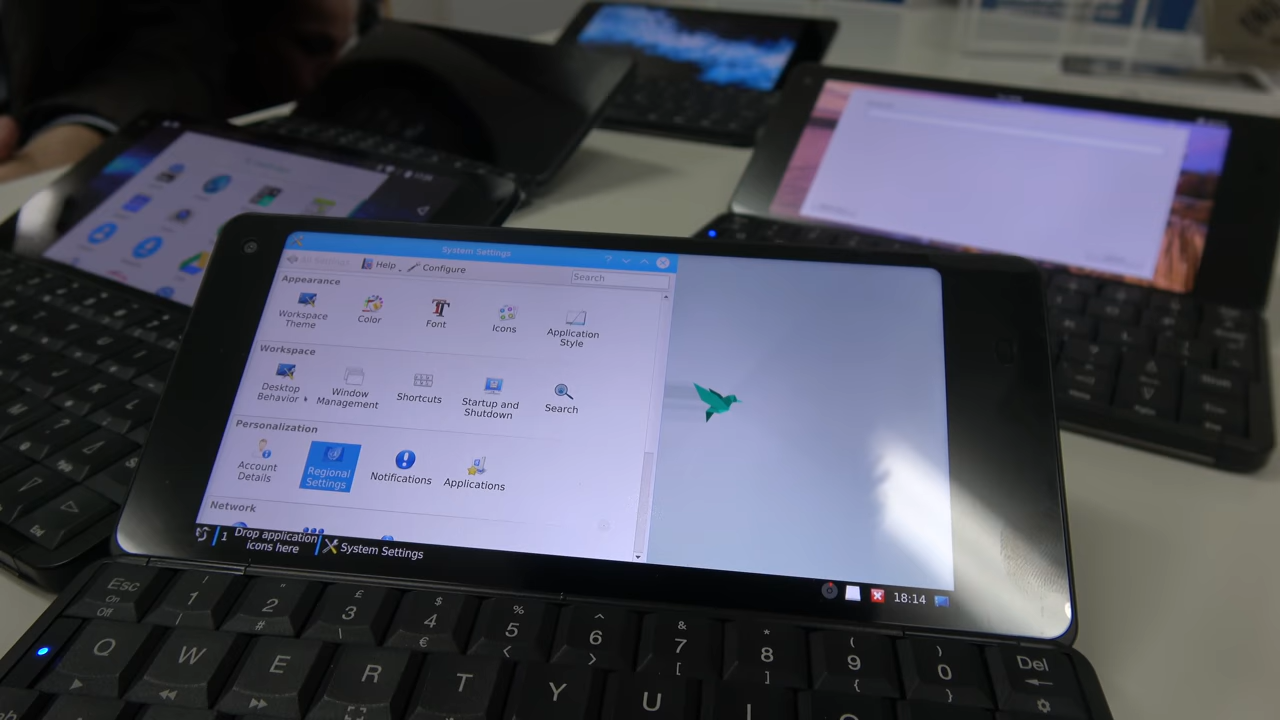 System Settings
Help
Configure
Search
Appearance
Workspace
Theme
Color
Font
Icons
Application
Style
Workspace
Desktop
Behavior
Window
Management
Shortcuts
Startup and
Shutdown
Search
Personalization
Account
Details
Regional
Settings
Notifications
Applications
Network
1
Drop application
icons here
System Settings
18:14
Esc
On
Off
! 1
" 2 #
£ 3
$ 4 €
% 5 <
^ 6 >
& 7 [
* 8 ]
( 9 {
) 0 }
Del
Q
W
E
R
T
Y
U